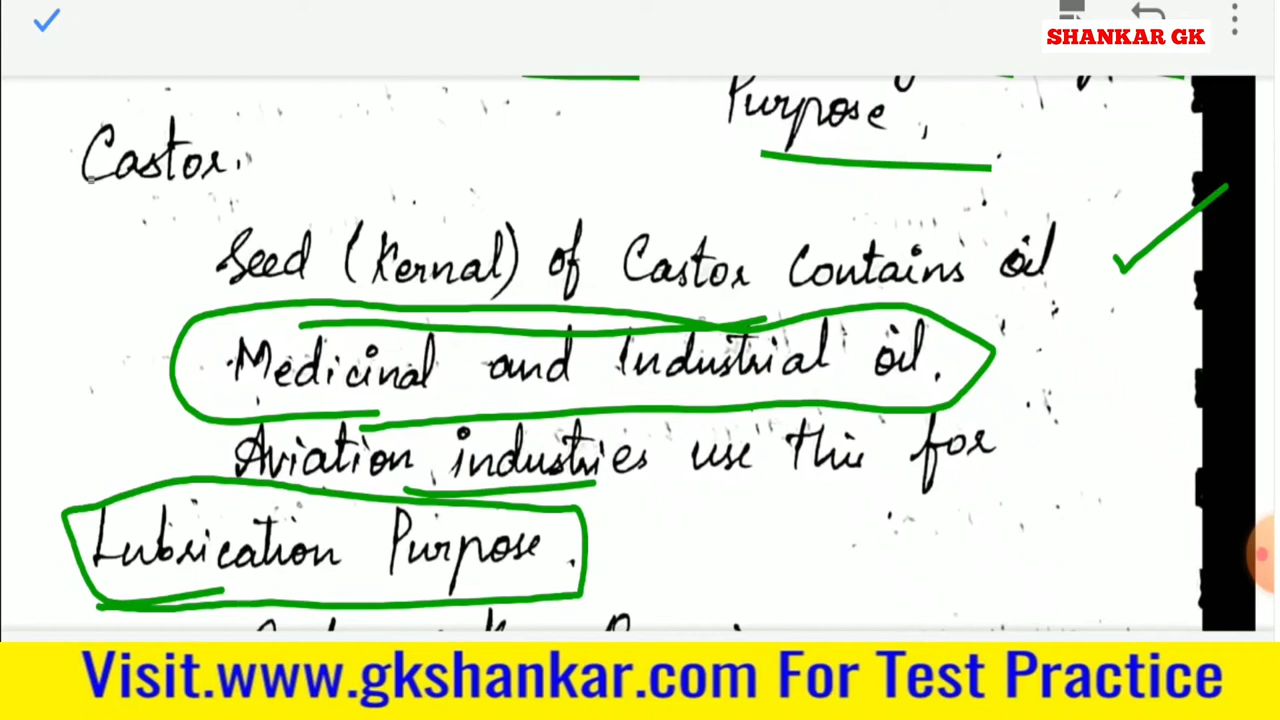 SHANKAR GK
Purpose,
Castor.
Seed (Kernal) of Castor Contains oil
Medicinal and Industrial oil.
Aviation industries use this for
Lubrication Purpose.
Visit.www.gkshankar.com For Test Practice